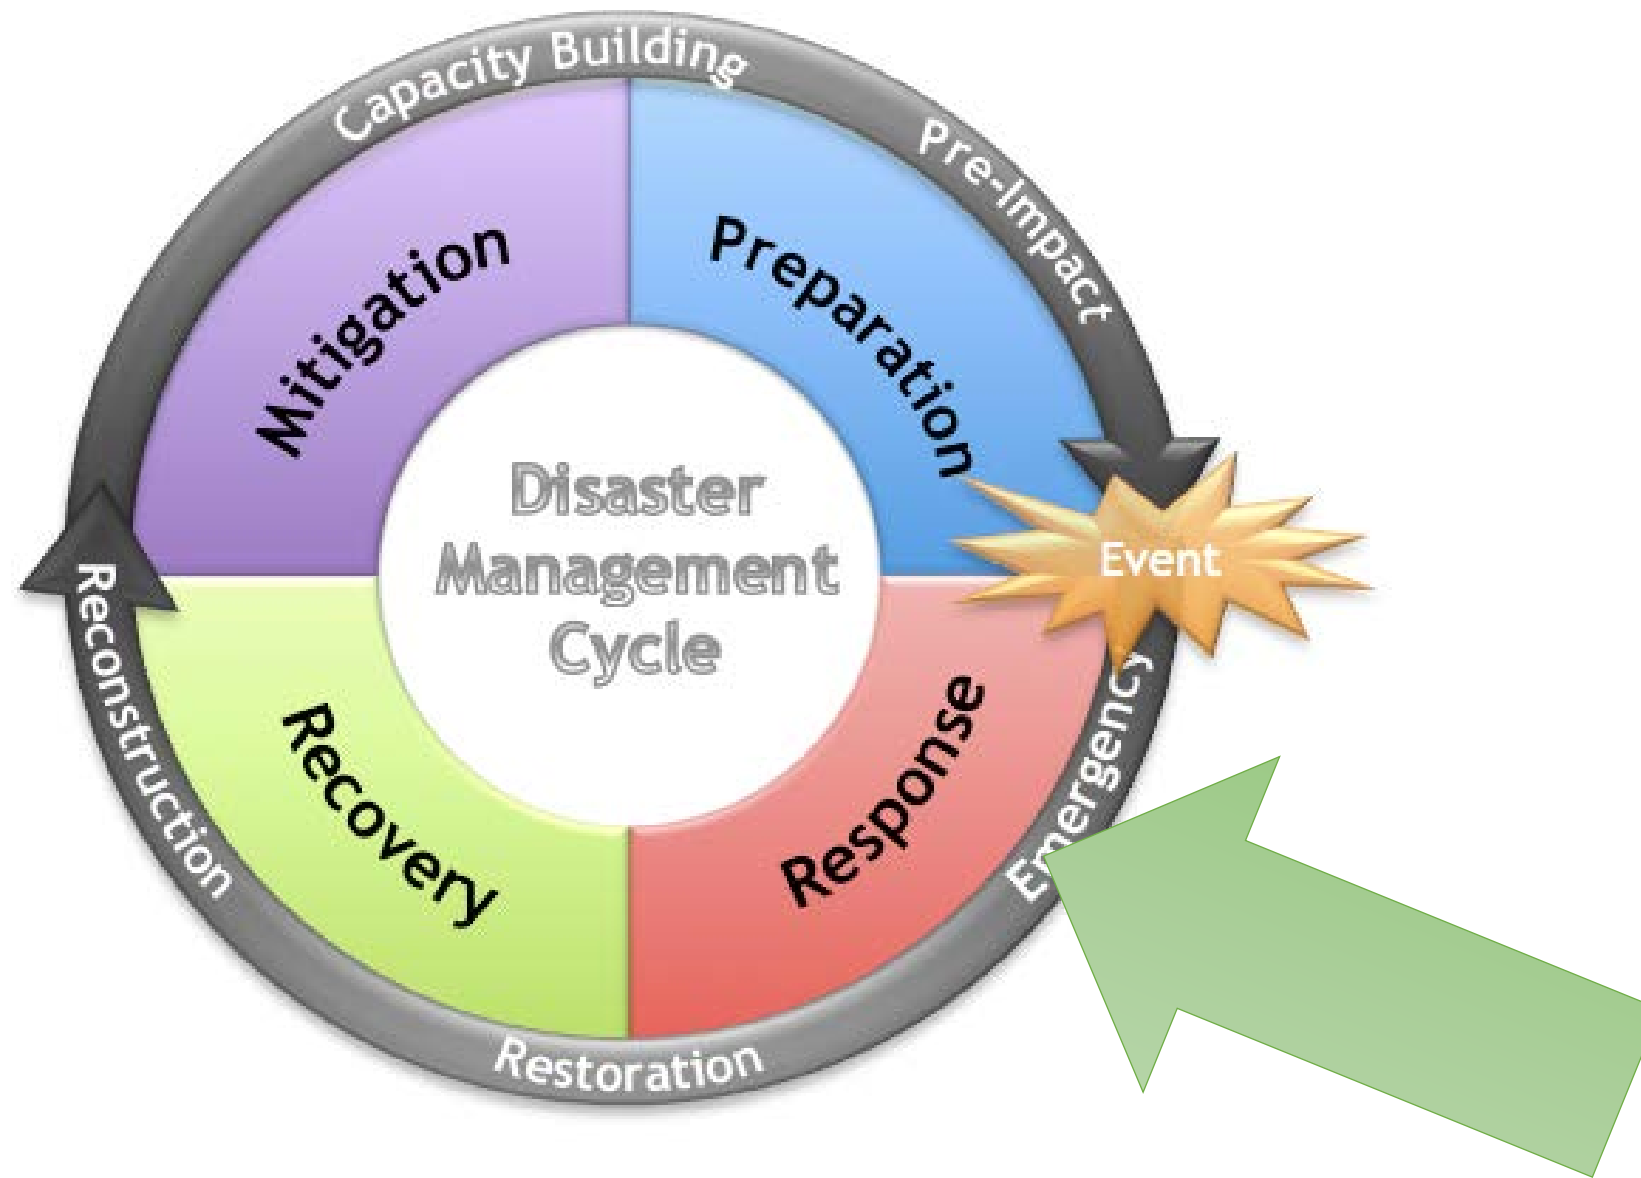 Capacity Building
Pre-Impact
Mitigation
Preparation
Disaster
Management
Cycle
Event
Reconstruction
Emergency
Recovery
Response
Restoration